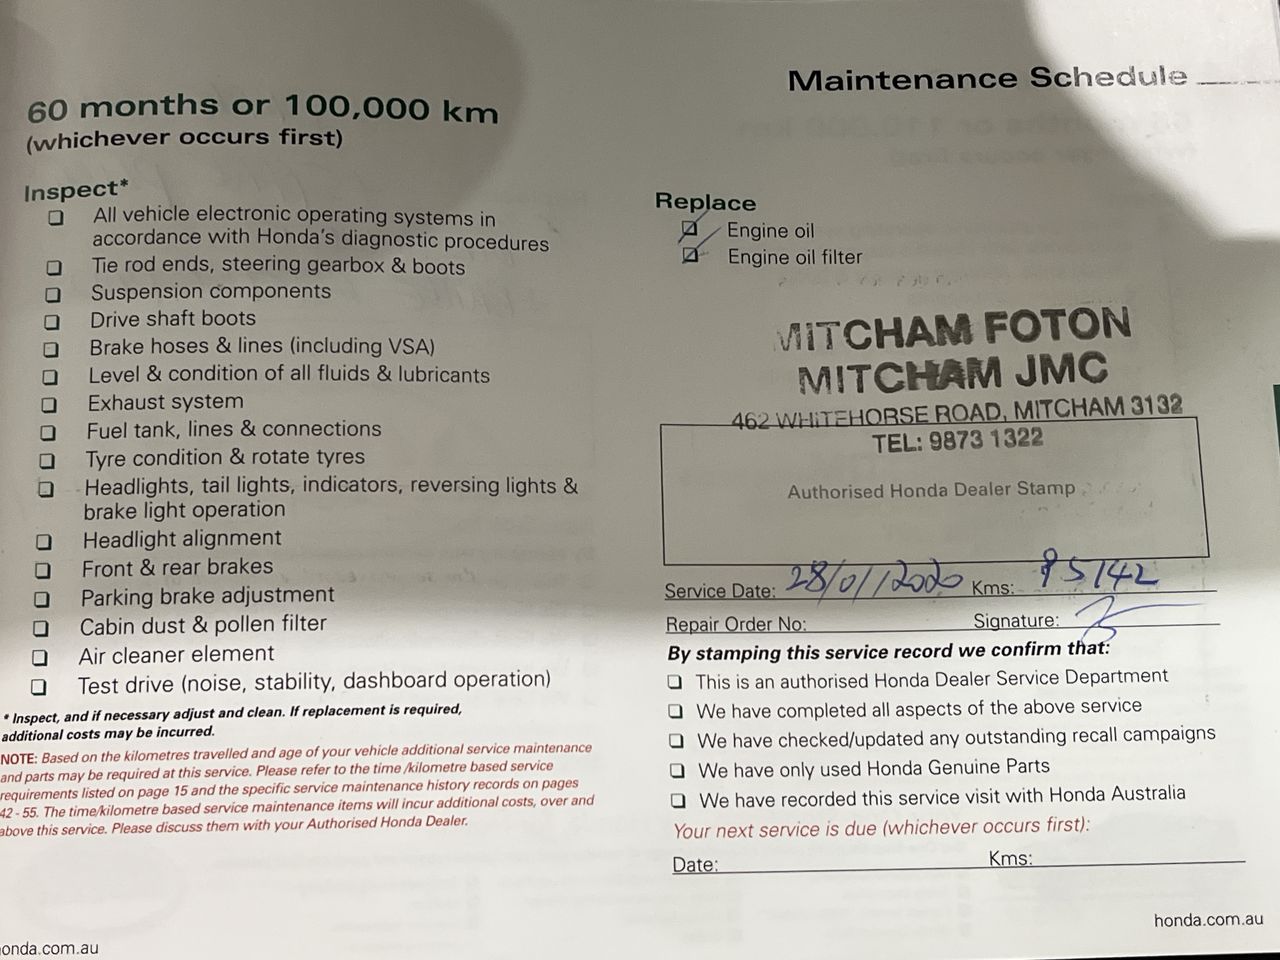 Maintenance Schedule
60 months or 100,000 km
(whichever occurs first)
Inspect*
All vehicle electronic operating systems in
accordance with Honda's diagnostic procedures
Tie rod ends, steering gearbox & boots
Suspension components
Drive shaft boots
Brake hoses & lines (including VSA)
Level & condition of all fluids & lubricants
Exhaust system
Fuel tank, lines & connections
Tyre condition & rotate tyres
Headlights, tail lights, indicators, reversing lights &
brake light operation
Headlight alignment
Front & rear brakes
Parking brake adjustment
Cabin dust & pollen filter
Air cleaner element
Test drive (noise, stability, dashboard operation)
* Inspect, and if necessary adjust and clean. If replacement is required,
additional costs may be incurred.
NOTE: Based on the kilometres travelled and age of your vehicle additional service maintenance
and parts may be required at this service. Please refer to the time /kilometre based service
requirements listed on page 15 and the specific service maintenance history records on pages
42 - 55. The time/kilometre based service maintenance items will incur additional costs, over and
above this service. Please discuss them with your Authorised Honda Dealer.
onda.com.au
Replace
Engine oil
Engine oil filter
MITCHAM FOTON
MITCHAM JMC
462 WHITEHORSE ROAD, MITCHAM 3132
TEL: 9873 1322
Authorised Honda Dealer Stamp
Service Date: 28/01/2020 Kms: 95142
Repair Order No: Signature:
By stamping this service record we confirm that:
This is an authorised Honda Dealer Service Department
We have completed all aspects of the above service
We have checked/updated any outstanding recall campaigns
We have only used Honda Genuine Parts
We have recorded this service visit with Honda Australia
Your next service is due (whichever occurs first):
Date: Kms:
honda.com.au